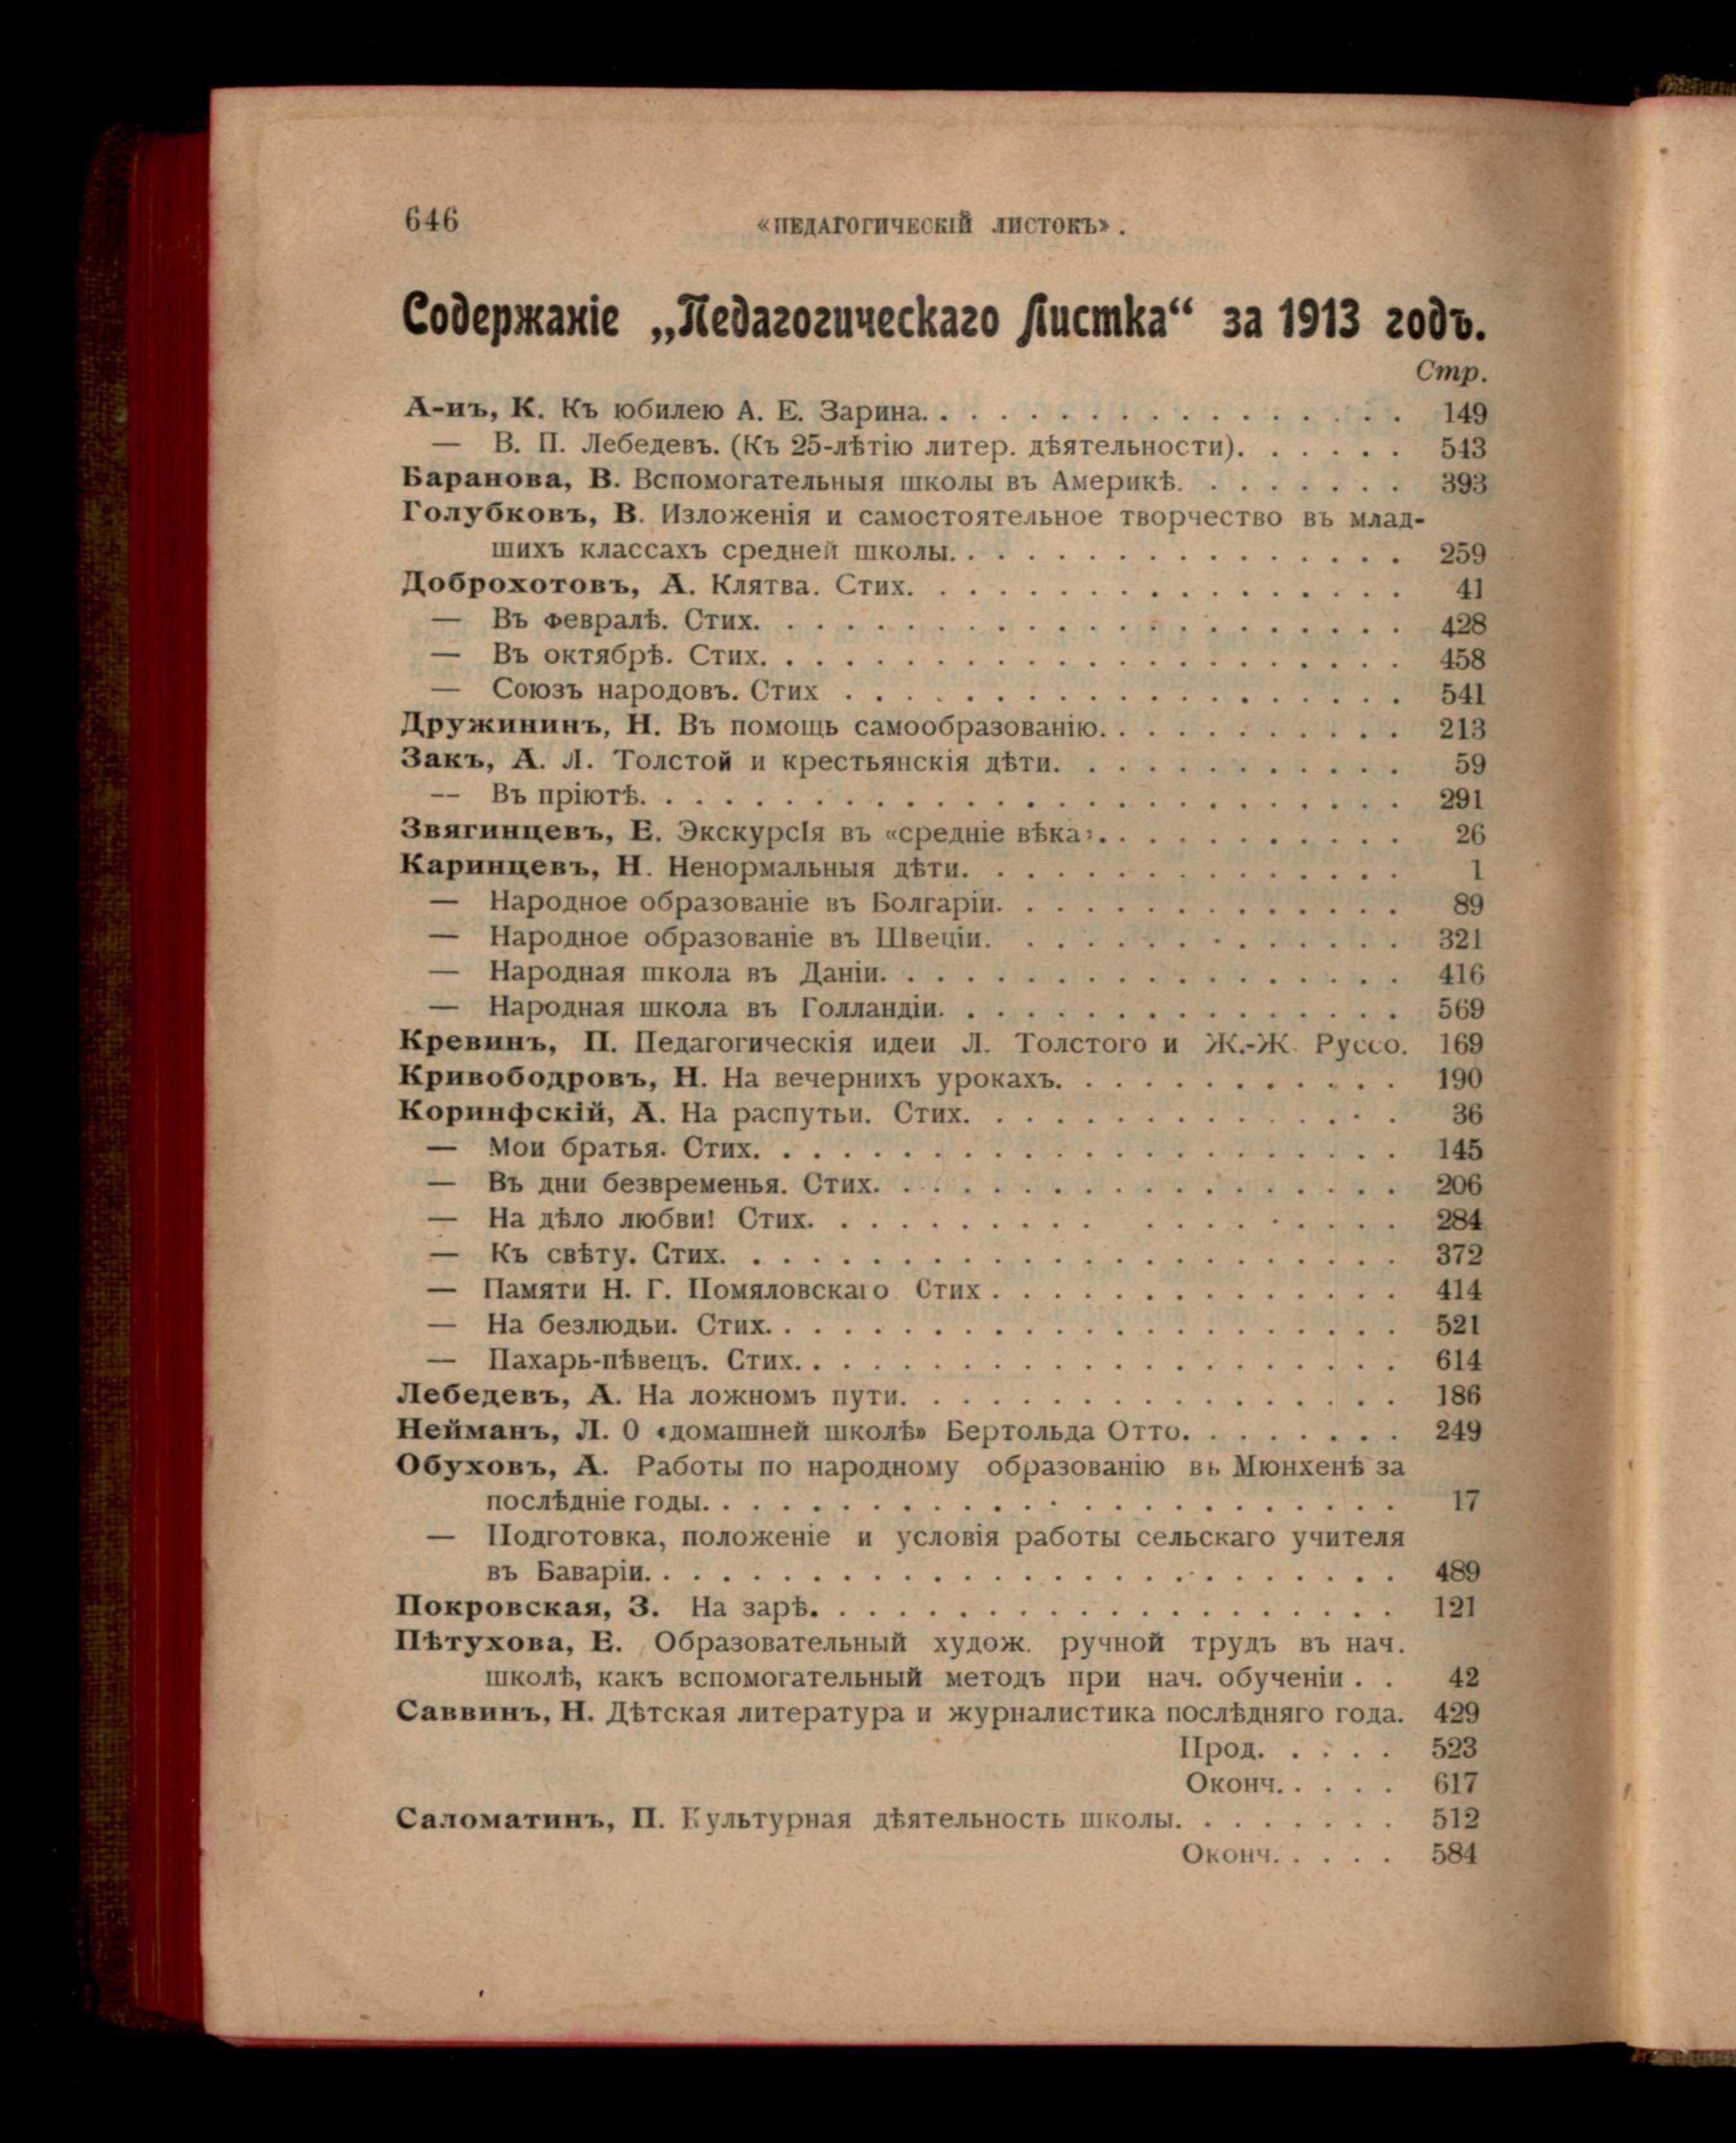 646
«ПЕДАГОГИЧЕСКІЙ ЛИСТОКЪ».
Содержаніе „Педагогическаго Листка“ за 1913 годъ.
Стр.
А-нъ, К. Къ юбилею А. Е. Зарина. . . . . . . . . . . . . . . . . 149
— В. П. Лебедевъ. (Къ 25-лѣтію литер. дѣятельности). . . . . . . 543
Баранова, В. Вспомогательныя школы въ Америкѣ. . . . . . . . 393
Голубковъ, В. Изложенія и самостоятельное творчество въ млад-
шихъ классахъ средней школы. . . . . . . . . . . . . . . . 259
Доброхотовъ, А. Клятва. Стих. . . . . . . . . . . . . . . . . . 41
— Въ февралѣ. Стих. . . . . . . . . . . . . . . . . . . . . . 428
— Въ октябрѣ. Стих. . . . . . . . . . . . . . . . . . . . . . 458
— Союзъ народовъ. Стих . . . . . . . . . . . . . . . . . . . 541
Дружининъ, Н. Въ помощь самообразованію. . . . . . . . . . . 213
Закъ, А. Л. Толстой и крестьянскія дѣти. . . . . . . . . . . . 59
— Въ пріютѣ. . . . . . . . . . . . . . . . . . . . . . . . . . 291
Звягинцевъ, Е. Экскурсія въ «средніе вѣка». . . . . . . . . . . 26
Каринцевъ, Н. Ненормальныя дѣти. . . . . . . . . . . . . . . . 1
— Народное образованіе въ Болгаріи. . . . . . . . . . . . . . 89
— Народное образованіе въ Швеціи. . . . . . . . . . . . . . 321
— Народная школа въ Даніи. . . . . . . . . . . . . . . . . . 416
— Народная школа въ Голландіи. . . . . . . . . . . . . . . . 569
Кревинъ, П. Педагогическія идеи Л. Толстого и Ж.-Ж. Руссо. 169
Кривободровъ, Н. На вечернихъ урокахъ. . . . . . . . . . . . 190
Коринфскій, А. На распутьи. Стих. . . . . . . . . . . . . . . 36
— Мои братья. Стих. . . . . . . . . . . . . . . . . . . . . . 145
— Въ дни безвременья. Стих. . . . . . . . . . . . . . . . . . 206
— На дѣло любви! Стих. . . . . . . . . . . . . . . . . . . . 284
— Къ свѣту. Стих. . . . . . . . . . . . . . . . . . . . . . . 372
— Памяти Н. Г. Помяловскаго Стих . . . . . . . . . . . . . . 414
— На безлюдьи. Стих. . . . . . . . . . . . . . . . . . . . . . 521
— Пахарь-пѣвецъ. Стих. . . . . . . . . . . . . . . . . . . . . 614
Лебедевъ, А. На ложномъ пути. . . . . . . . . . . . . . . . . 186
Нейманъ, Л. О «домашней школѣ» Бертольда Отто. . . . . . . . 249
Обуховъ, А. Работы по народному образованію въ Мюнхенѣ за
послѣдніе годы. . . . . . . . . . . . . . . . . . . . . . . . 17
— Подготовка, положеніе и условія работы сельскаго учителя
въ Баваріи. . . . . . . . . . . . . . . . . . . . . . . . . . 489
Покровская, З. На зарѣ. . . . . . . . . . . . . . . . . . . . 121
Пѣтухова, Е. Образовательный худож. ручной трудъ въ нач.
школѣ, какъ вспомогательный методъ при нач. обученіи . . 42
Саввинъ, Н. Дѣтская литература и журналистика послѣдняго года. 429
Прод. . . . . 523
Оконч. . . . . 617
Саломатинъ, П. Культурная дѣятельность школы. . . . . . . . 512
Оконч. . . . . 584